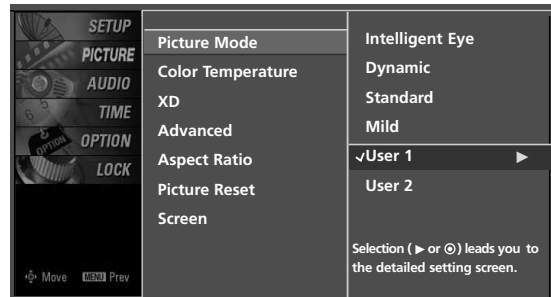 SETUP
PICTURE
AUDIO
TIME
OPTION
LOCK
Move MENU Prev
Picture Mode
Color Temperature
XD
Advanced
Aspect Ratio
Picture Reset
Screen
Intelligent Eye
Dynamic
Standard
Mild
✓User 1 ▶
User 2
Selection ( ▶ or ⊙ ) leads you to
the detailed setting screen.